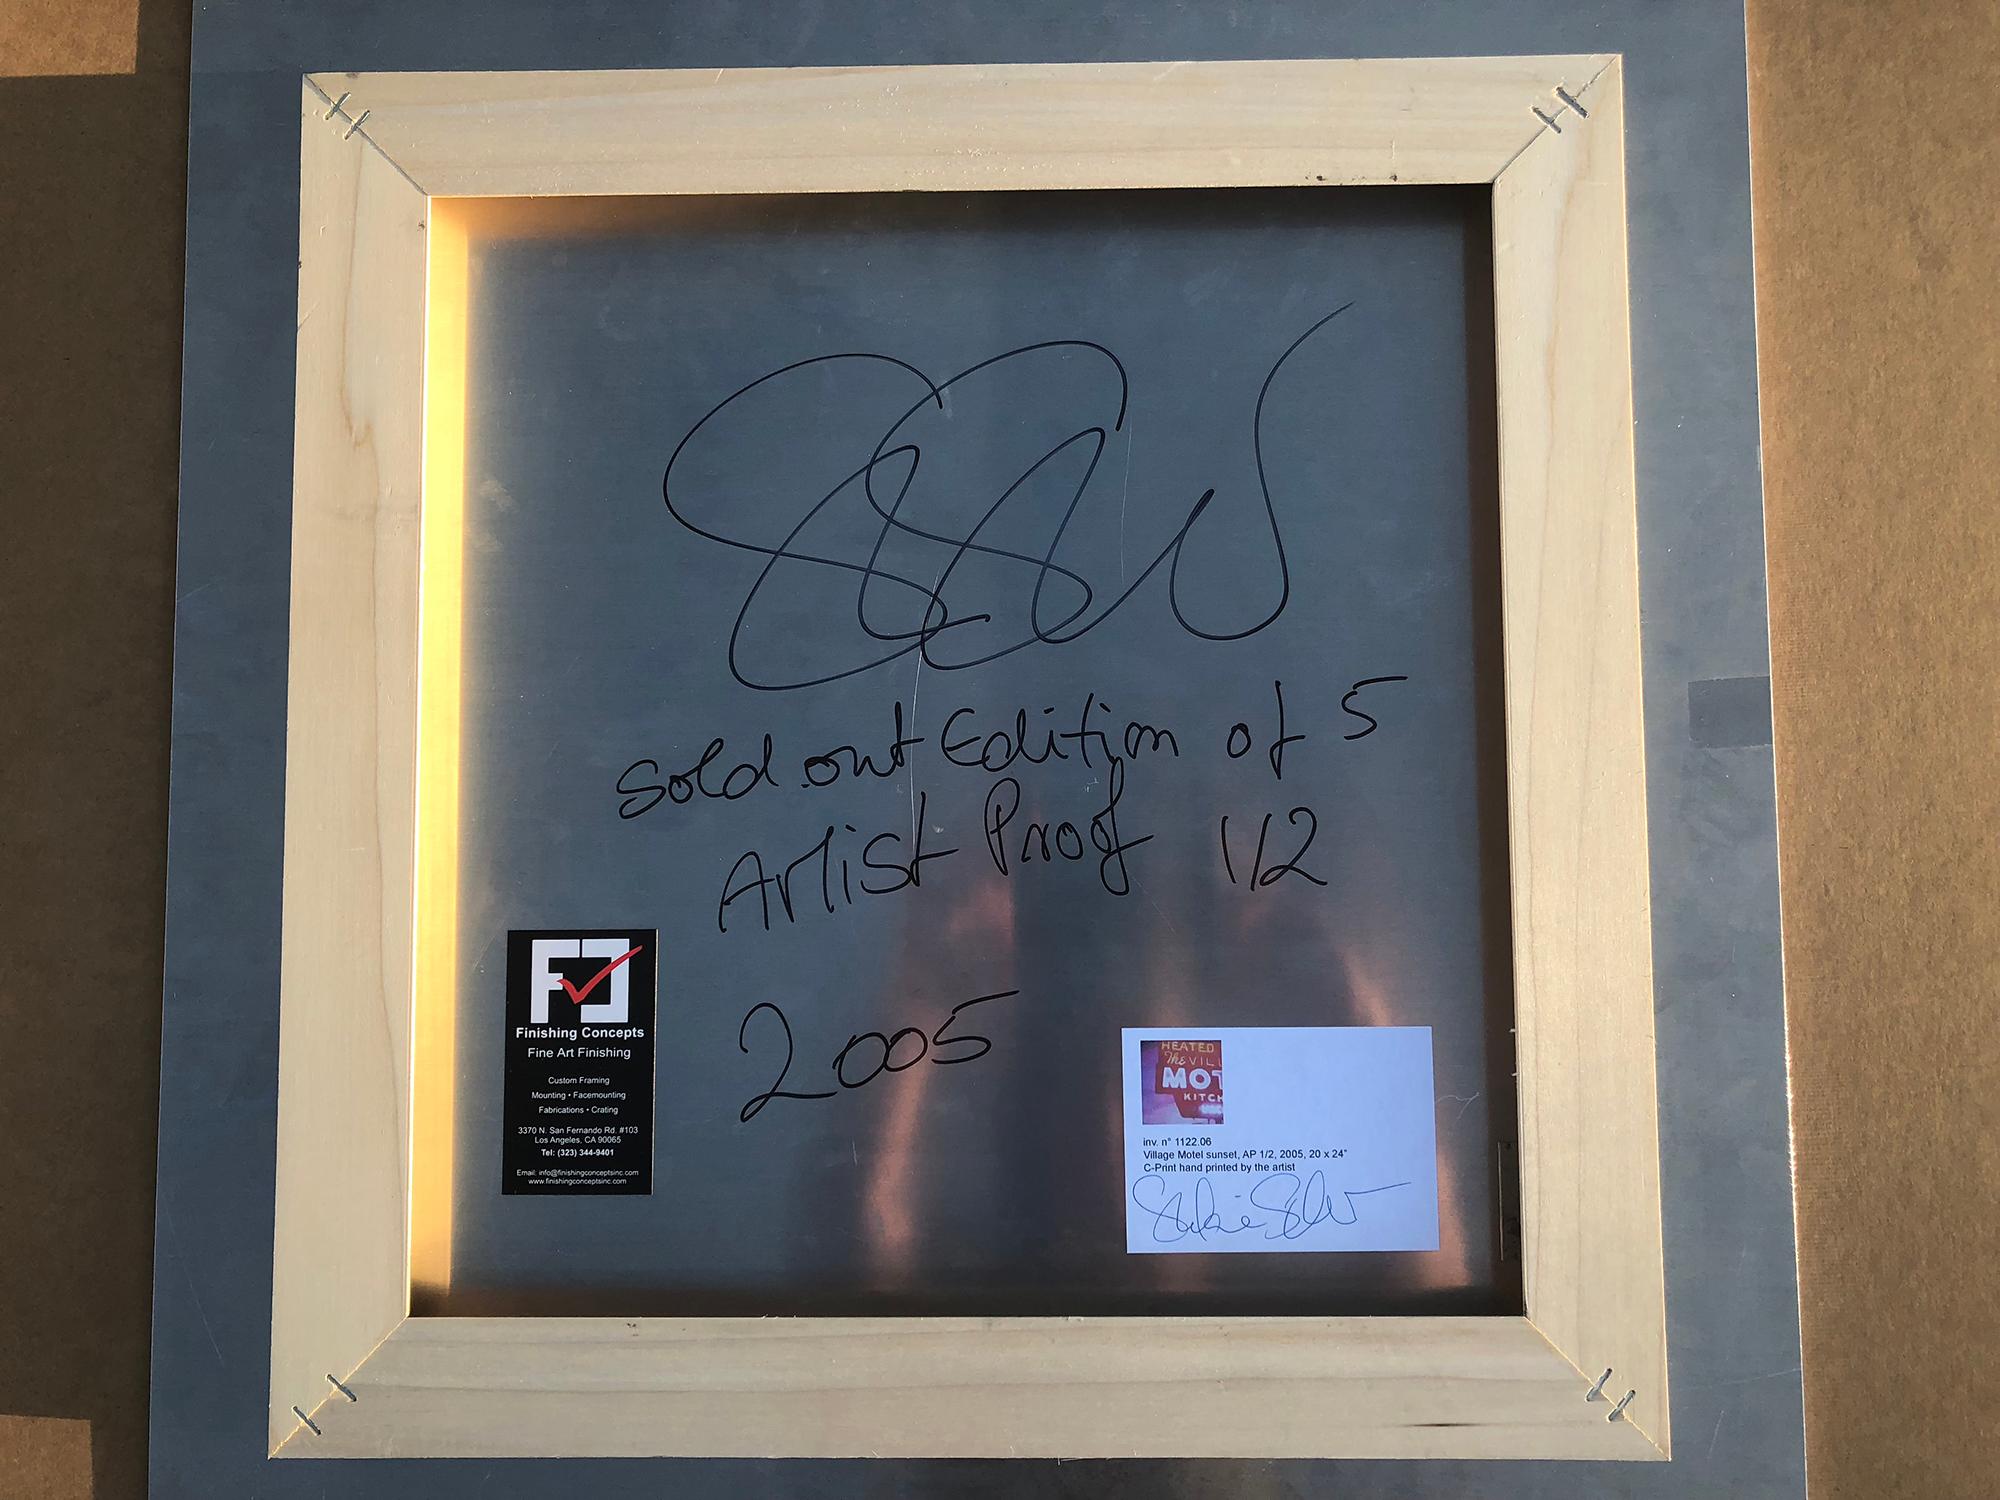 Sold out Edition of 5
Artist Proof 1/2
2005
FC
Finishing Concepts
Fine Art Finishing
Custom Framing
Mounting • Facemounting
Fabrications • Crating
3370 N. San Fernando Rd. #103
Los Angeles, CA 90065
Tel: (323) 344-9401
Email: info@finishingconceptsinc.com
www.finishingconceptsinc.com
HEATED
The VIL
MOT
KITCH
inv. n° 1122.06
Village Motel sunset, AP 1/2, 2005, 20 x 24"
C-Print hand printed by the artist